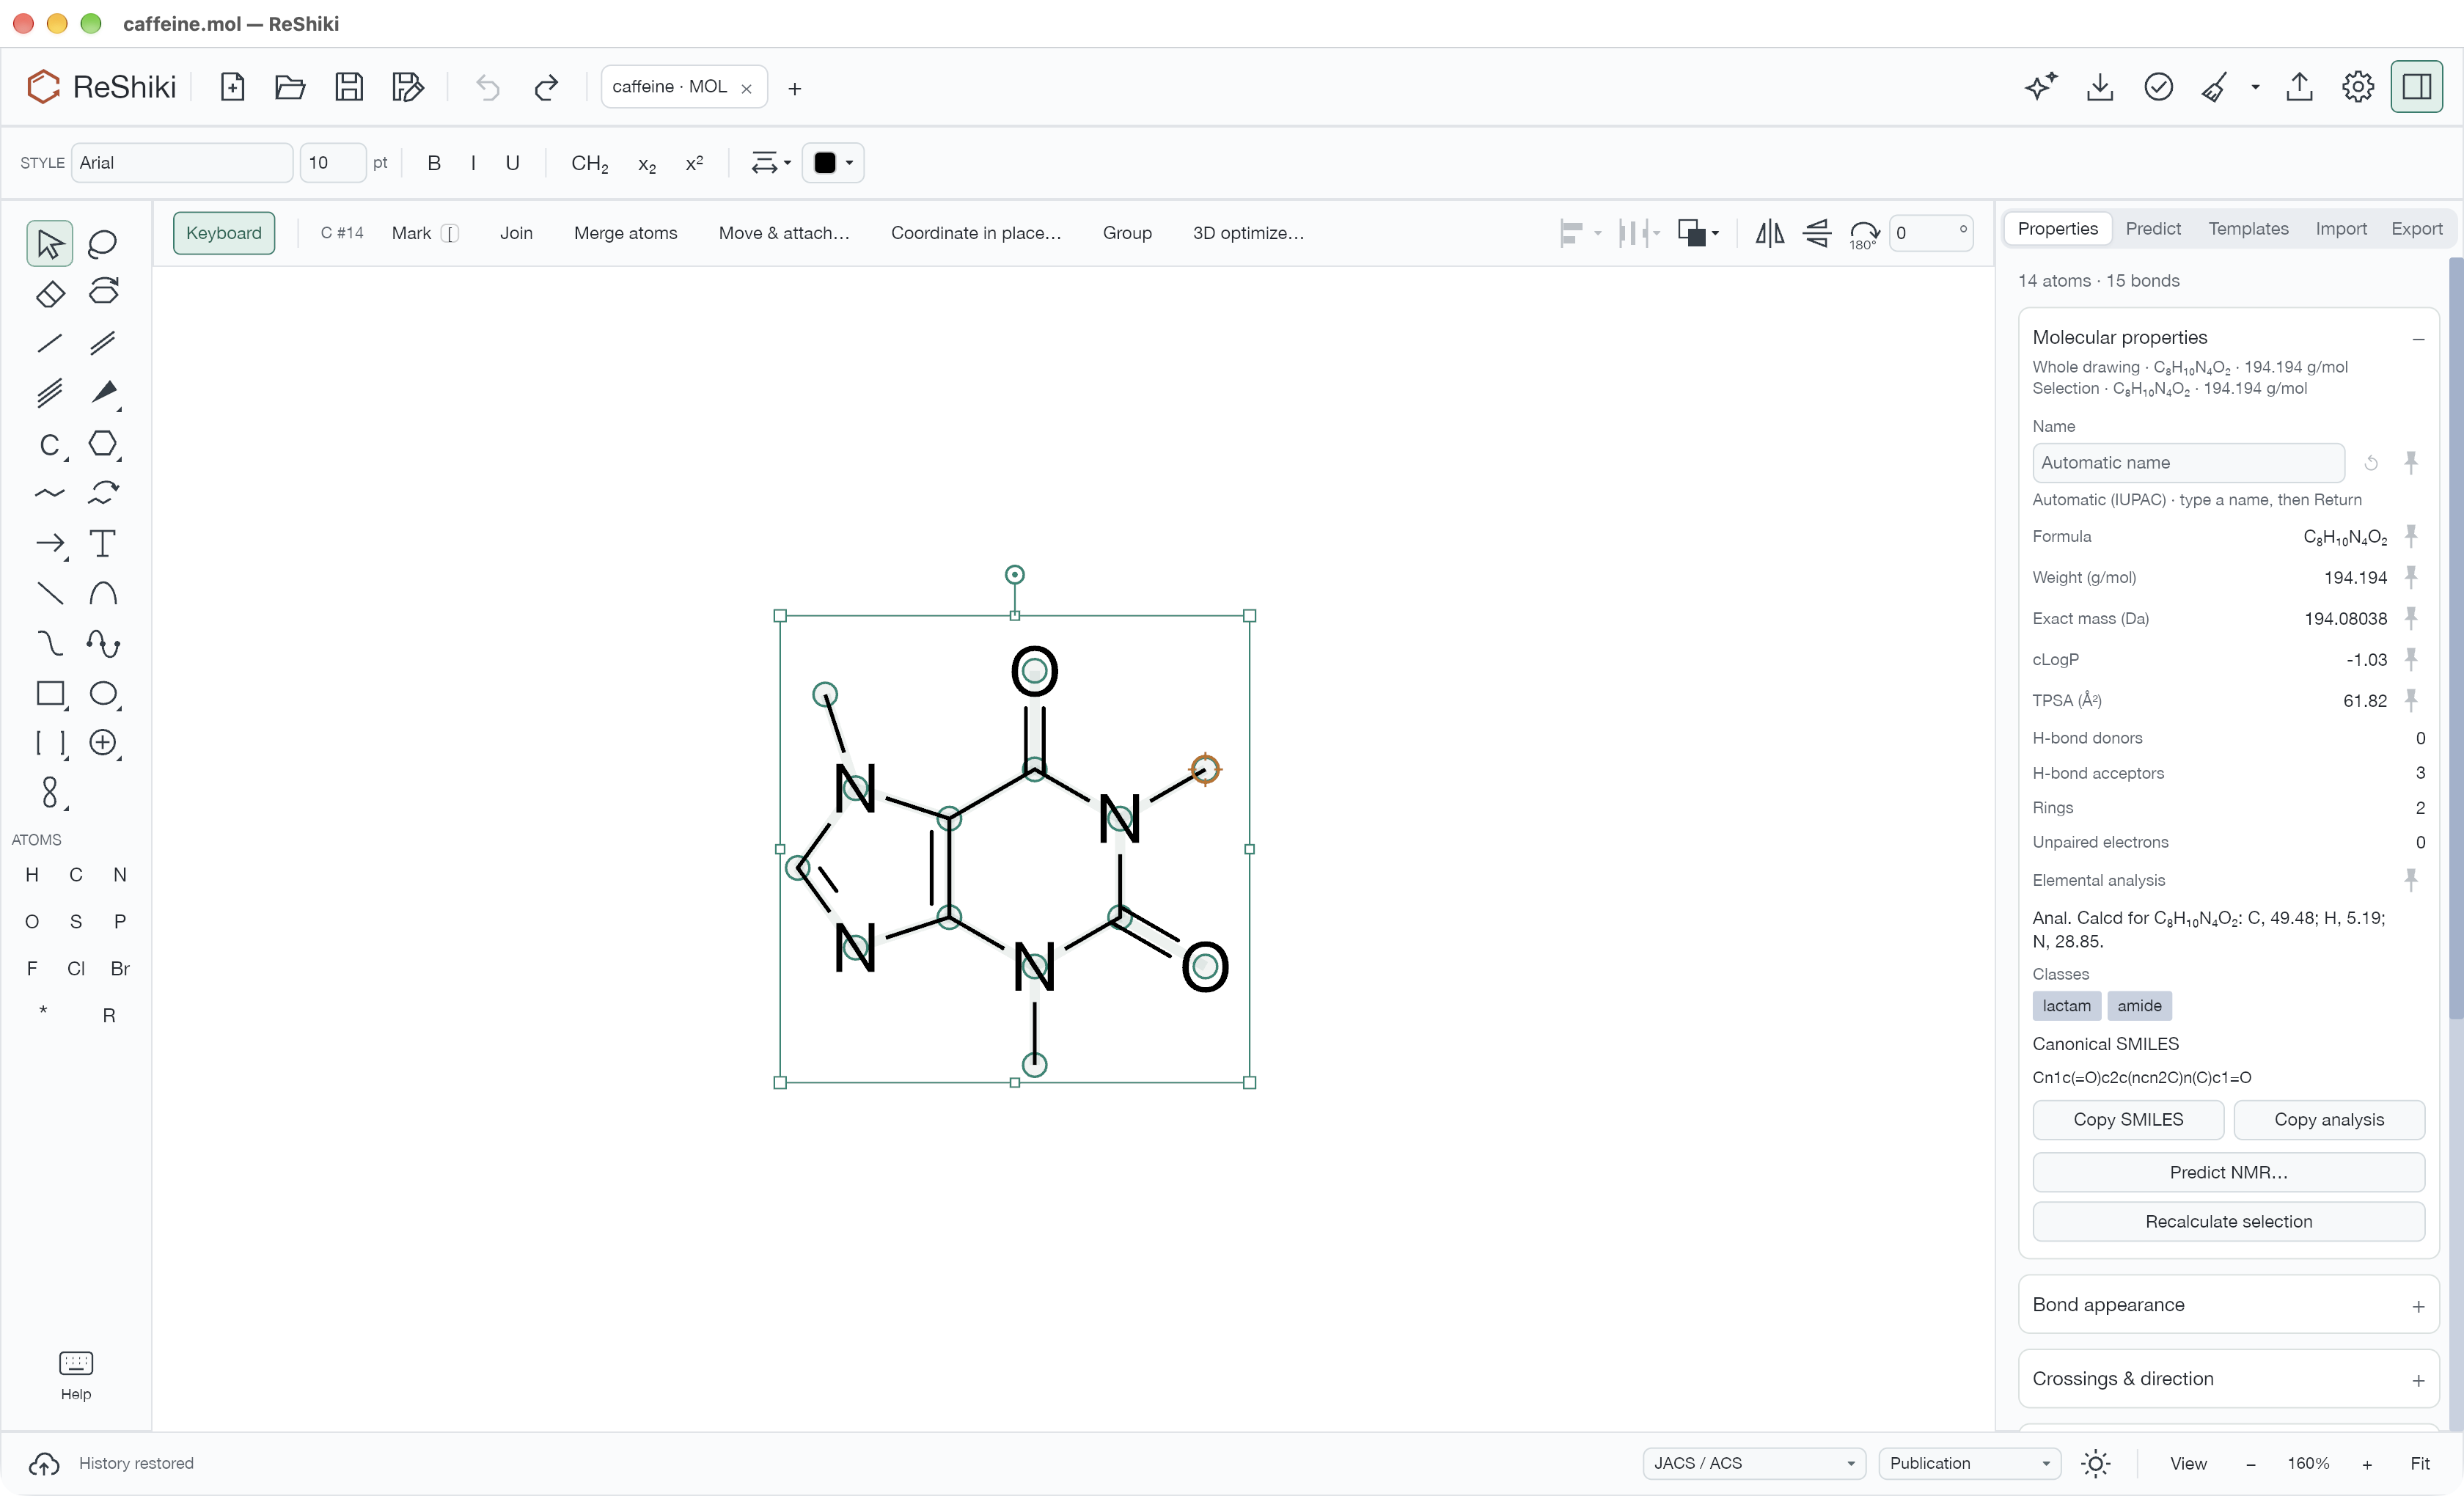 caffeine.mol — ReShiki
ReShiki
caffeine · MOL
STYLE Arial 10 pt B I U CH₂ x₂ x²
Keyboard C #14 Mark [ Join Merge atoms Move & attach... Coordinate in place... Group 3D optimize... 180° 0 °
Properties Predict Templates Import Export
14 atoms · 15 bonds
Molecular properties
Whole drawing · C₈H₁₀N₄O₂ · 194.194 g/mol
Selection · C₈H₁₀N₄O₂ · 194.194 g/mol
Name
Automatic name
Automatic (IUPAC) · type a name, then Return
Formula C₈H₁₀N₄O₂
Weight (g/mol) 194.194
Exact mass (Da) 194.08038
cLogP -1.03
TPSA (Å²) 61.82
H-bond donors 0
H-bond acceptors 3
Rings 2
Unpaired electrons 0
Elemental analysis
Anal. Calcd for C₈H₁₀N₄O₂: C, 49.48; H, 5.19;
N, 28.85.
Classes
lactam amide
Canonical SMILES
Cn1c(=O)c2c(ncn2C)n(C)c1=O
Copy SMILES Copy analysis
Predict NMR...
Recalculate selection
Bond appearance
Crossings & direction
C
T
[ ]
ATOMS
H C N
O S P
F Cl Br
* R
Help
O
N
N
N
N
O
History restored
JACS / ACS Publication View − 160% + Fit